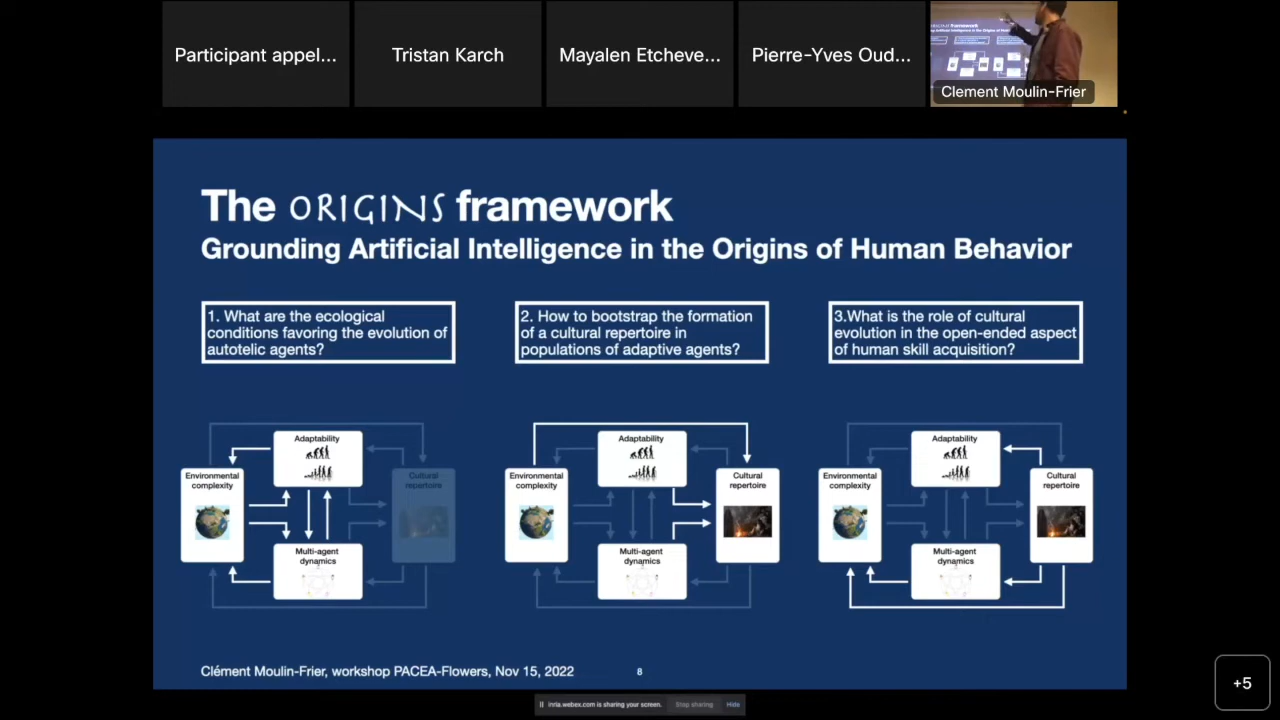 Participant appei...
Tristan Karch
Mayalen Etcheve...
Pierre-Yves Oud...
Clement Moulin-Frier
The ORIGINS framework
Grounding Artificial Intelligence in the Origins of Human Behavior
1. What are the ecological
conditions favoring the evolution of
autotelic agents?
2. How to bootstrap the formation
of a cultural repertoire in
populations of adaptive agents?
3.What is the role of cultural
evolution in the open-ended aspect
of human skill acquisition?
Adaptability
Environmental
complexity
Cultural
repertoire
Multi-agent
dynamics
Adaptability
Environmental
complexity
Cultural
repertoire
Multi-agent
dynamics
Adaptability
Environmental
complexity
Cultural
repertoire
Multi-agent
dynamics
Clément Moulin-Frier, workshop PACEA-Flowers, Nov 15, 2022
8
inria.webex.com is sharing your screen.
Stop sharing
Hide
+5